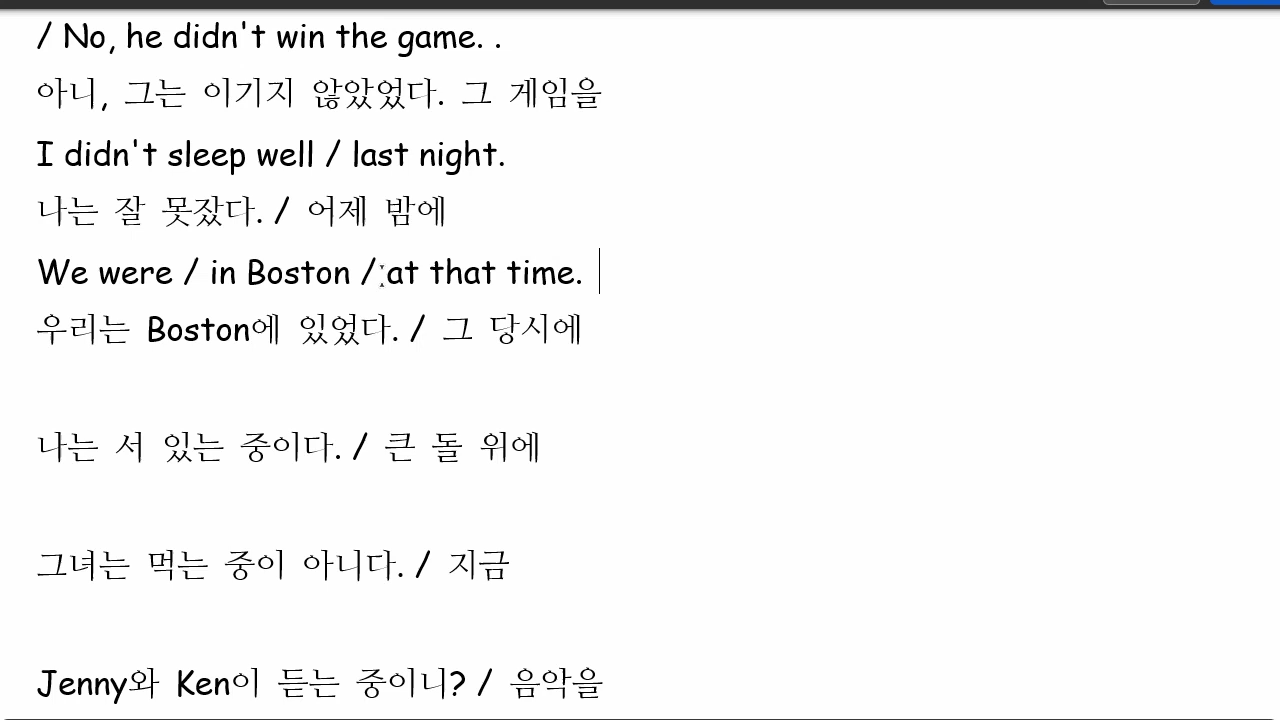 / No, he didn't win the game. .
아니, 그는 이기지 않았었다. 그 게임을
I didn't sleep well / last night.
나는 잘 못잤다. / 어제 밤에
We were / in Boston / at that time.
우리는 Boston에 있었다. / 그 당시에
나는 서 있는 중이다. / 큰 돌 위에
그녀는 먹는 중이 아니다. / 지금
Jenny와 Ken이 듣는 중이니? / 음악을